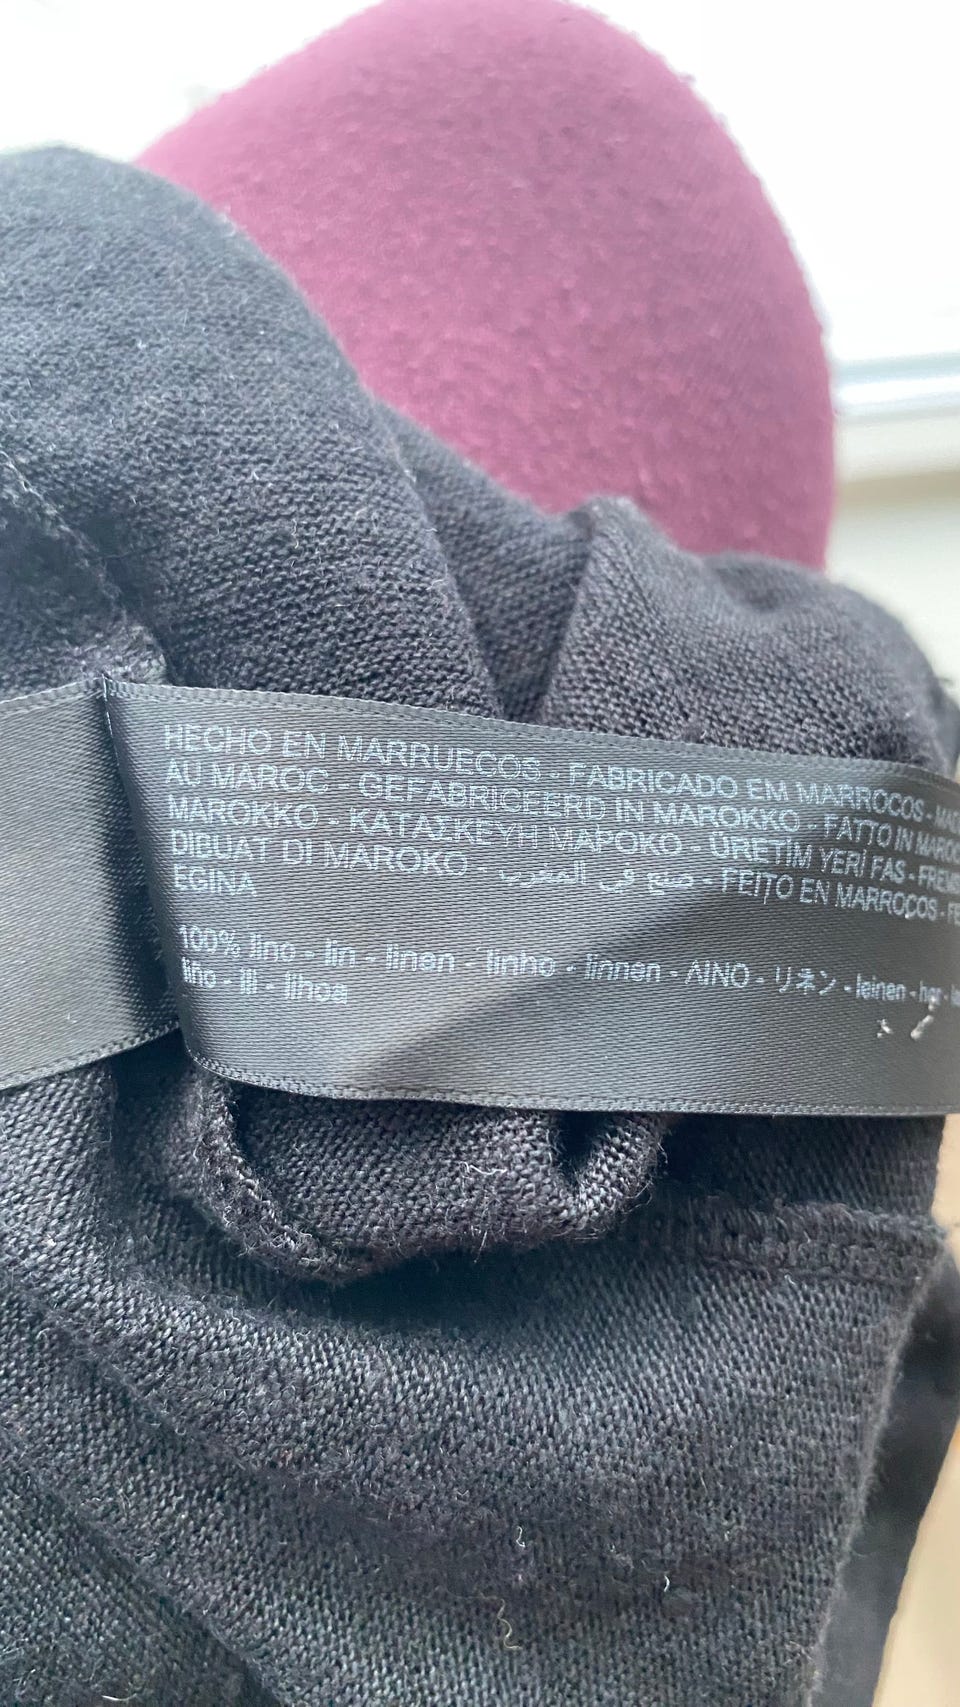 HECHO EN MARRUECOS - FABRICADO EM MARROCOS -
AU MAROC - GEFABRICEERD IN MAROKKO - FATTO IN
MAROKKO - ΚΑΤΑΣΚΕΥΗ ΜΑΡΟΚΟ - ÜRETİM YERİ FAS -
DIBUAT DI MAROKO - صنع في المغرب - FEITO EN MARROCOS -
EGINA
100% lino - lin - linen - linho - linnen - ΛΙΝΟ - リネン - leinen - hør -
liño - lli - lihoa